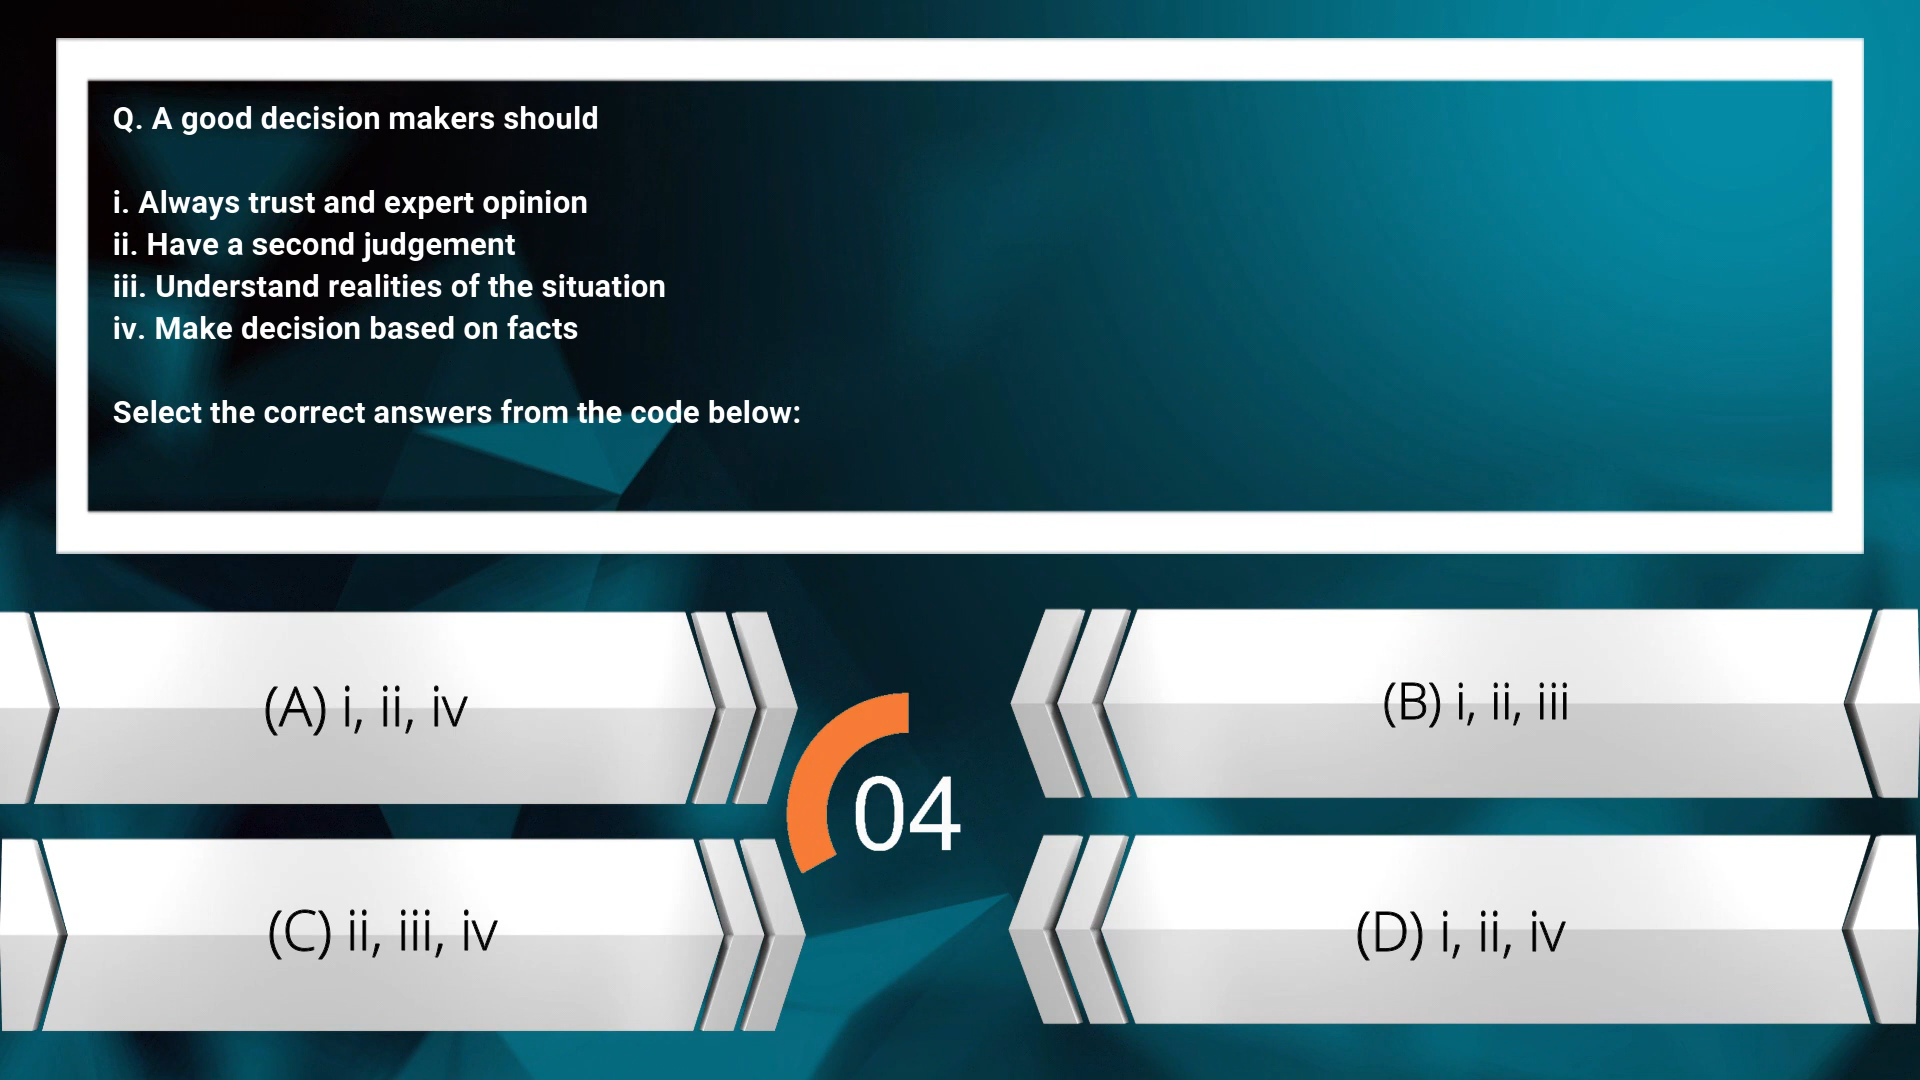 Q. A good decision makers should
i. Always trust and expert opinion
ii. Have a second judgement
iii. Understand realities of the situation
iv. Make decision based on facts
Select the correct answers from the code below:
(A) i, ii, iv
(B) i, ii, iii
04
(C) ii, iii, iv
(D) i, ii, iv